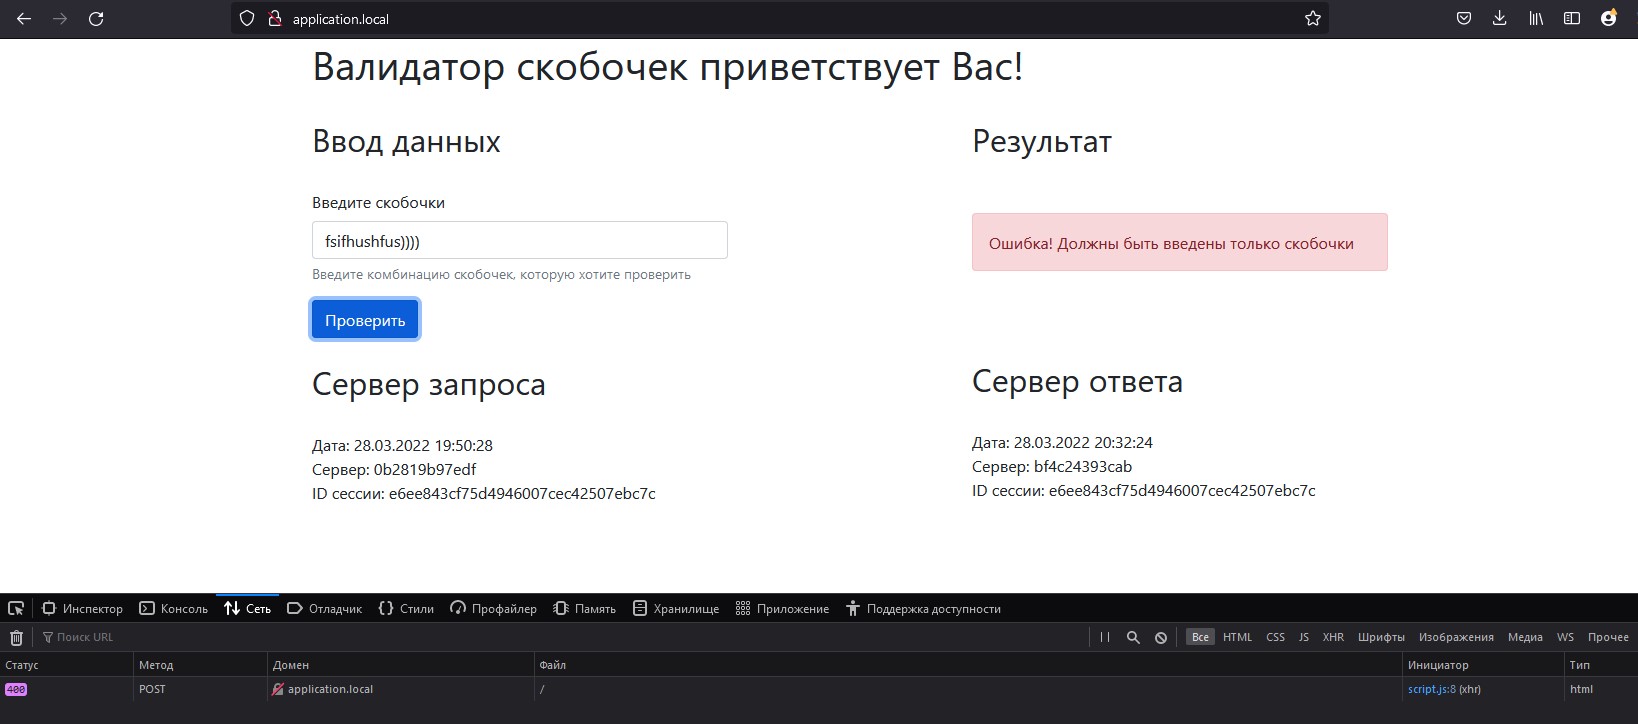 application.local
Валидатор скобочек приветствует Вас!
Ввод данных
Введите скобочки
fsifhushfus))))
Введите комбинацию скобочек, которую хотите проверить
Проверить
Результат
Ошибка! Должны быть введены только скобочки
Сервер запроса
Дата: 28.03.2022 19:50:28
Сервер: 0b2819b97edf
ID сессии: e6ee843cf75d4946007cec42507ebc7c
Сервер ответа
Дата: 28.03.2022 20:32:24
Сервер: bf4c24393cab
ID сессии: e6ee843cf75d4946007cec42507ebc7c
Инспектор Консоль Сеть Отладчик Стили Профайлер Память Хранилище Приложение Поддержка доступности
Поиск URL Все HTML CSS JS XHR Шрифты Изображения Медиа WS Прочее
Статус Метод Домен Файл Инициатор Тип
400 POST application.local / script.js:8 (xhr) html